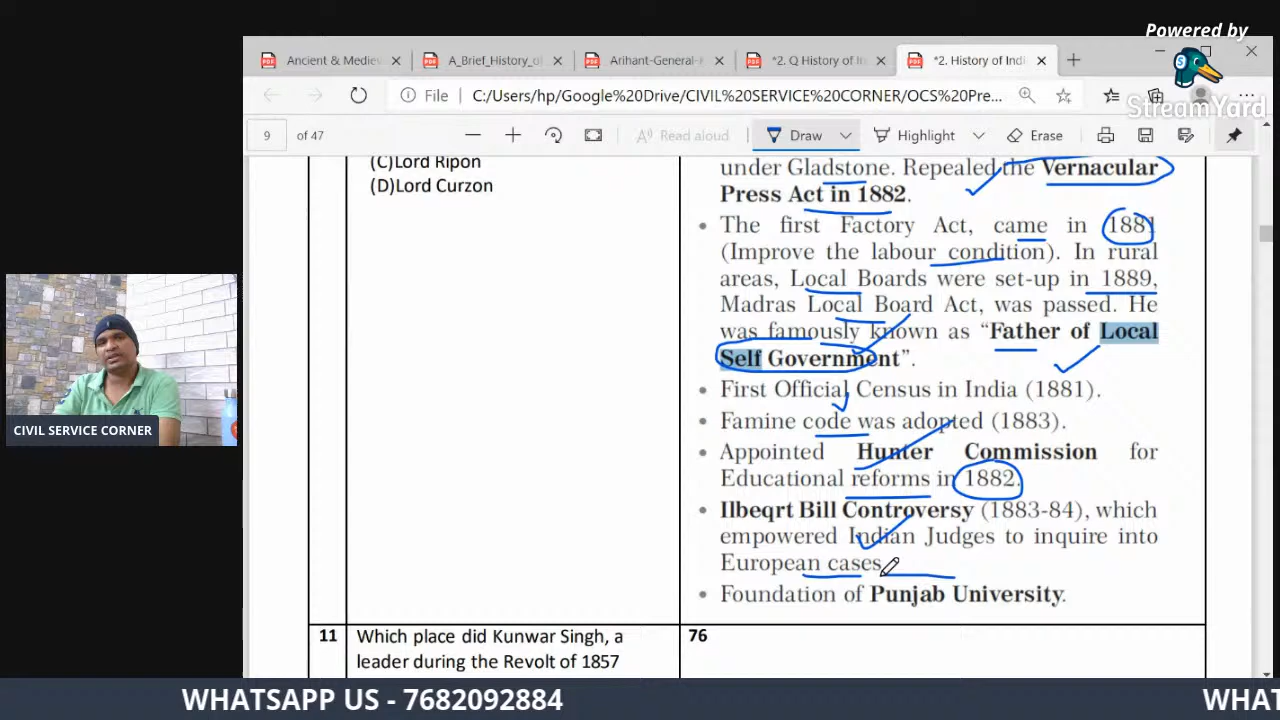 Powered by
StreamYard
Ancient & Mediev
A_Brief_History_of
Arihant-General-K
*2. Q History of In
*2. History of Indi
File
C:/Users/hp/Google%20Drive/CIVIL%20SERVICE%20CORNER/OCS%20Pre...
9 of 47
Read aloud
Draw
Highlight
Erase
(C)Lord Ripon
(D)Lord Curzon
under Gladstone. Repealed the Vernacular
Press Act in 1882.
• The first Factory Act, came in 1881
(Improve the labour condition). In rural
areas, Local Boards were set-up in 1889,
Madras Local Board Act, was passed. He
was famously known as “Father of Local
Self Government”.
• First Official Census in India (1881).
• Famine code was adopted (1883).
• Appointed Hunter Commission for
Educational reforms in 1882.
• Ilbeqrt Bill Controversy (1883-84), which
empowered Indian Judges to inquire into
European cases
• Foundation of Punjab University.
11 Which place did Kunwar Singh, a
leader during the Revolt of 1857
76
CIVIL SERVICE CORNER
WHATSAPP US - 7682092884
WHAT